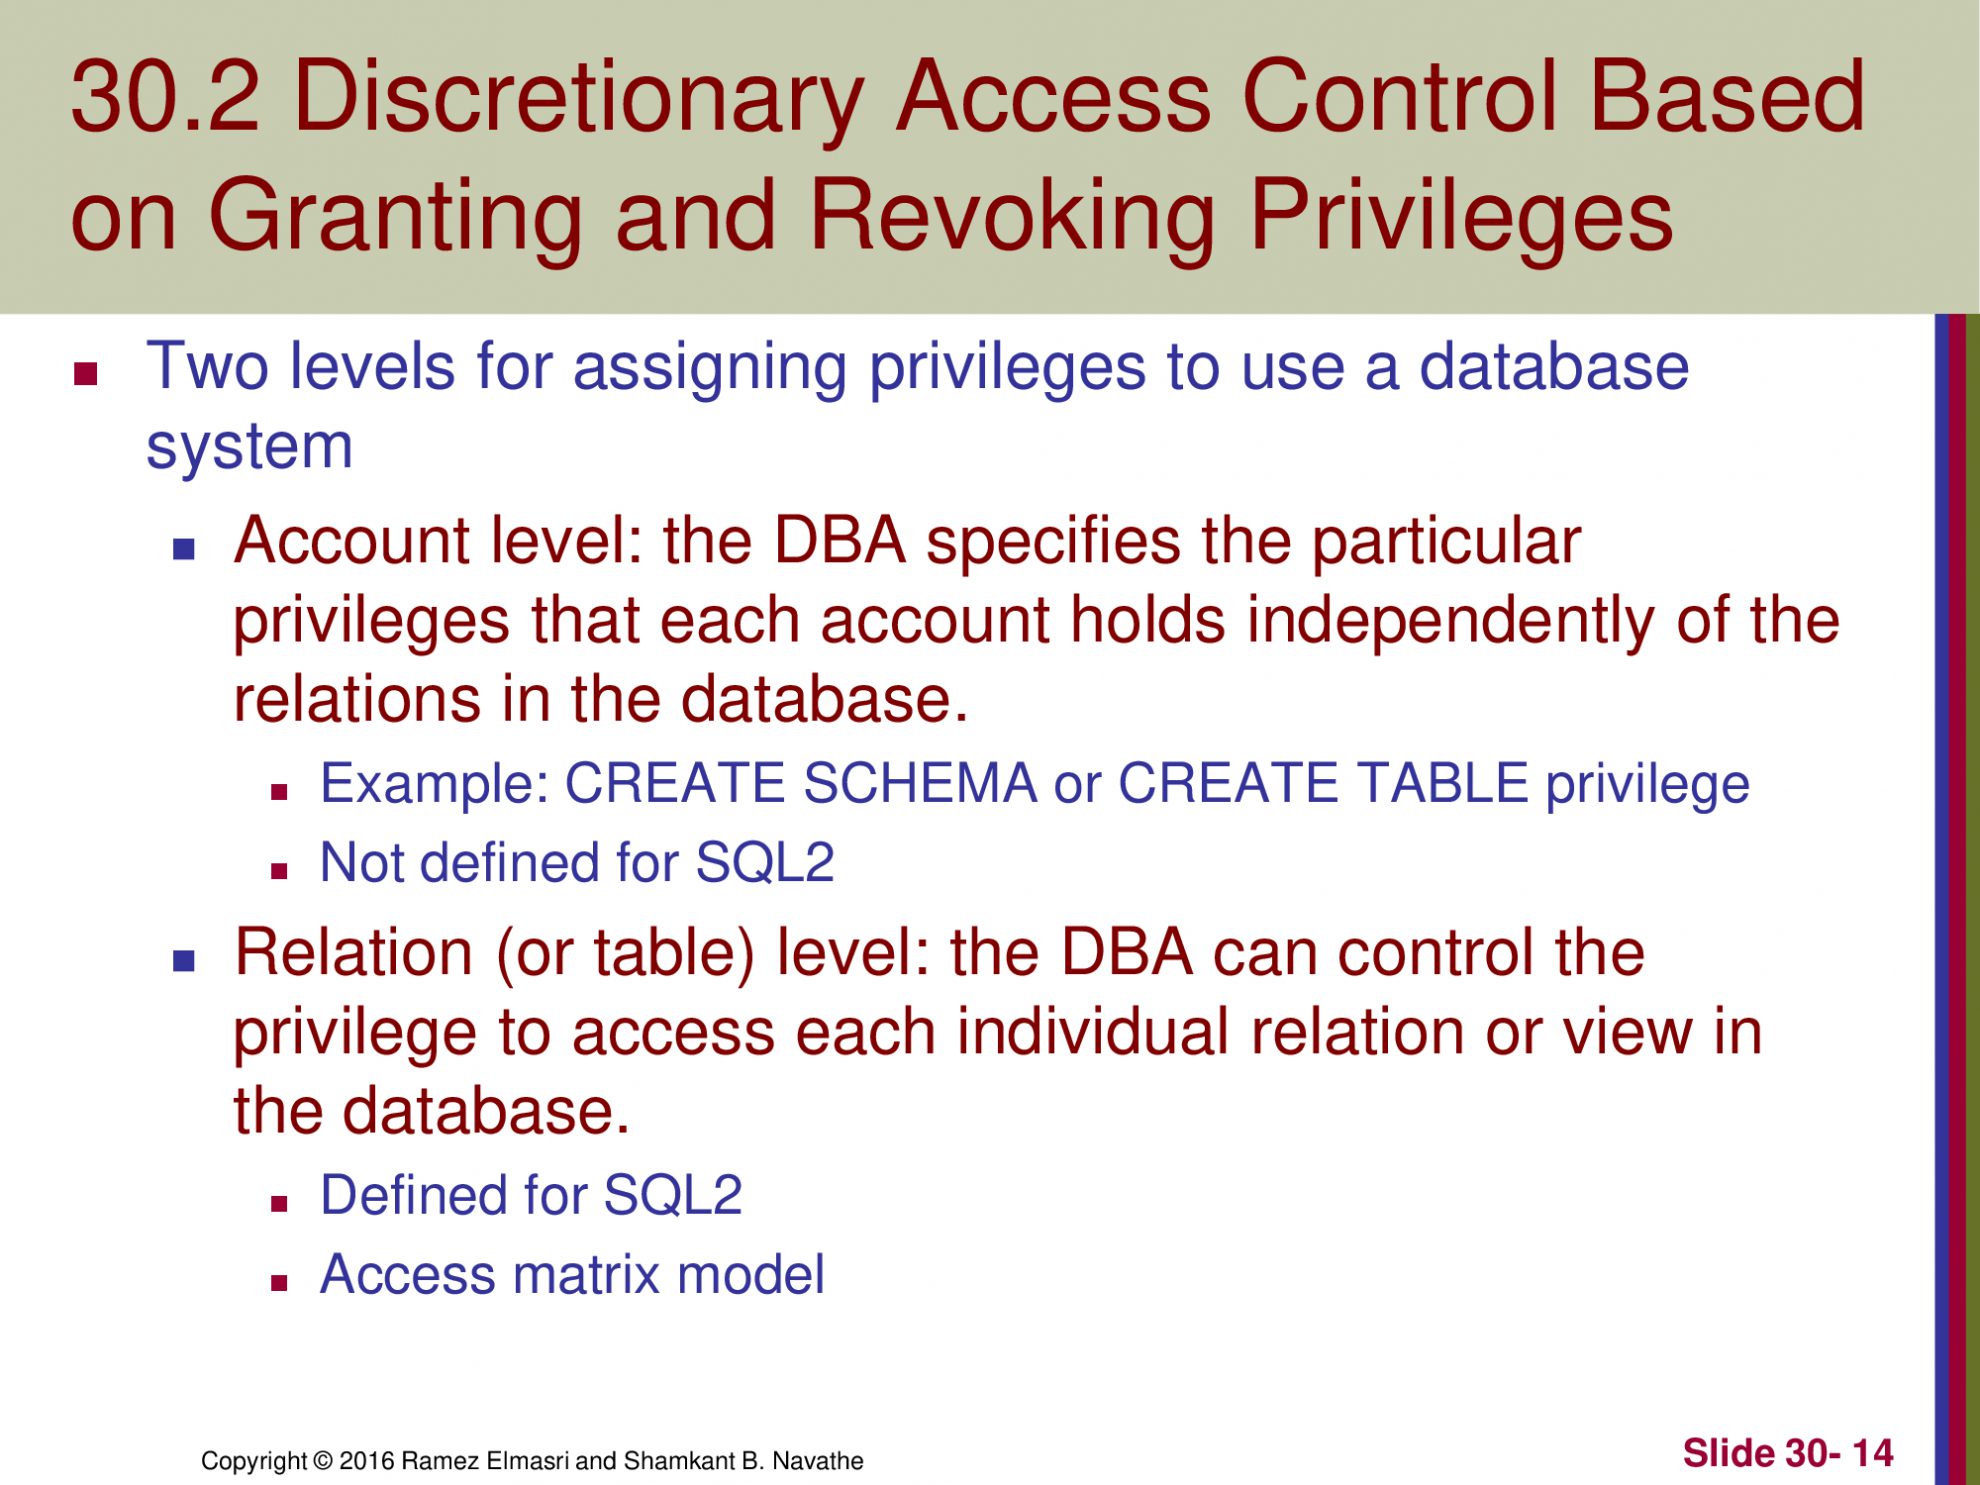 30.2 Discretionary Access Control Based
on Granting and Revoking Privileges
Two levels for assigning privileges to use a database
system
Account level: the DBA specifies the particular
privileges that each account holds independently of the
relations in the database.
Example: CREATE SCHEMA or CREATE TABLE privilege
Not defined for SQL2
Relation (or table) level: the DBA can control the
privilege to access each individual relation or view in
the database.
Defined for SQL2
Access matrix model
Copyright © 2016 Ramez Elmasri and Shamkant B. Navathe
Slide 30- 14